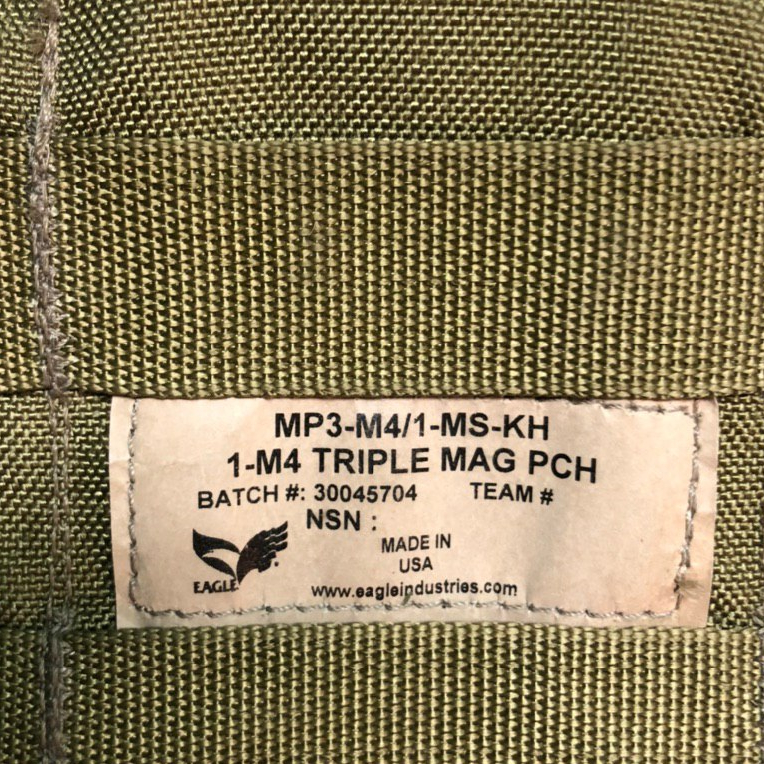 MP3-M4/1-MS-KH
1-M4 TRIPLE MAG PCH
BATCH #: 30045704 TEAM #
NSN :
MADE IN
USA
EAGLE ®
www.eagleindustries.com